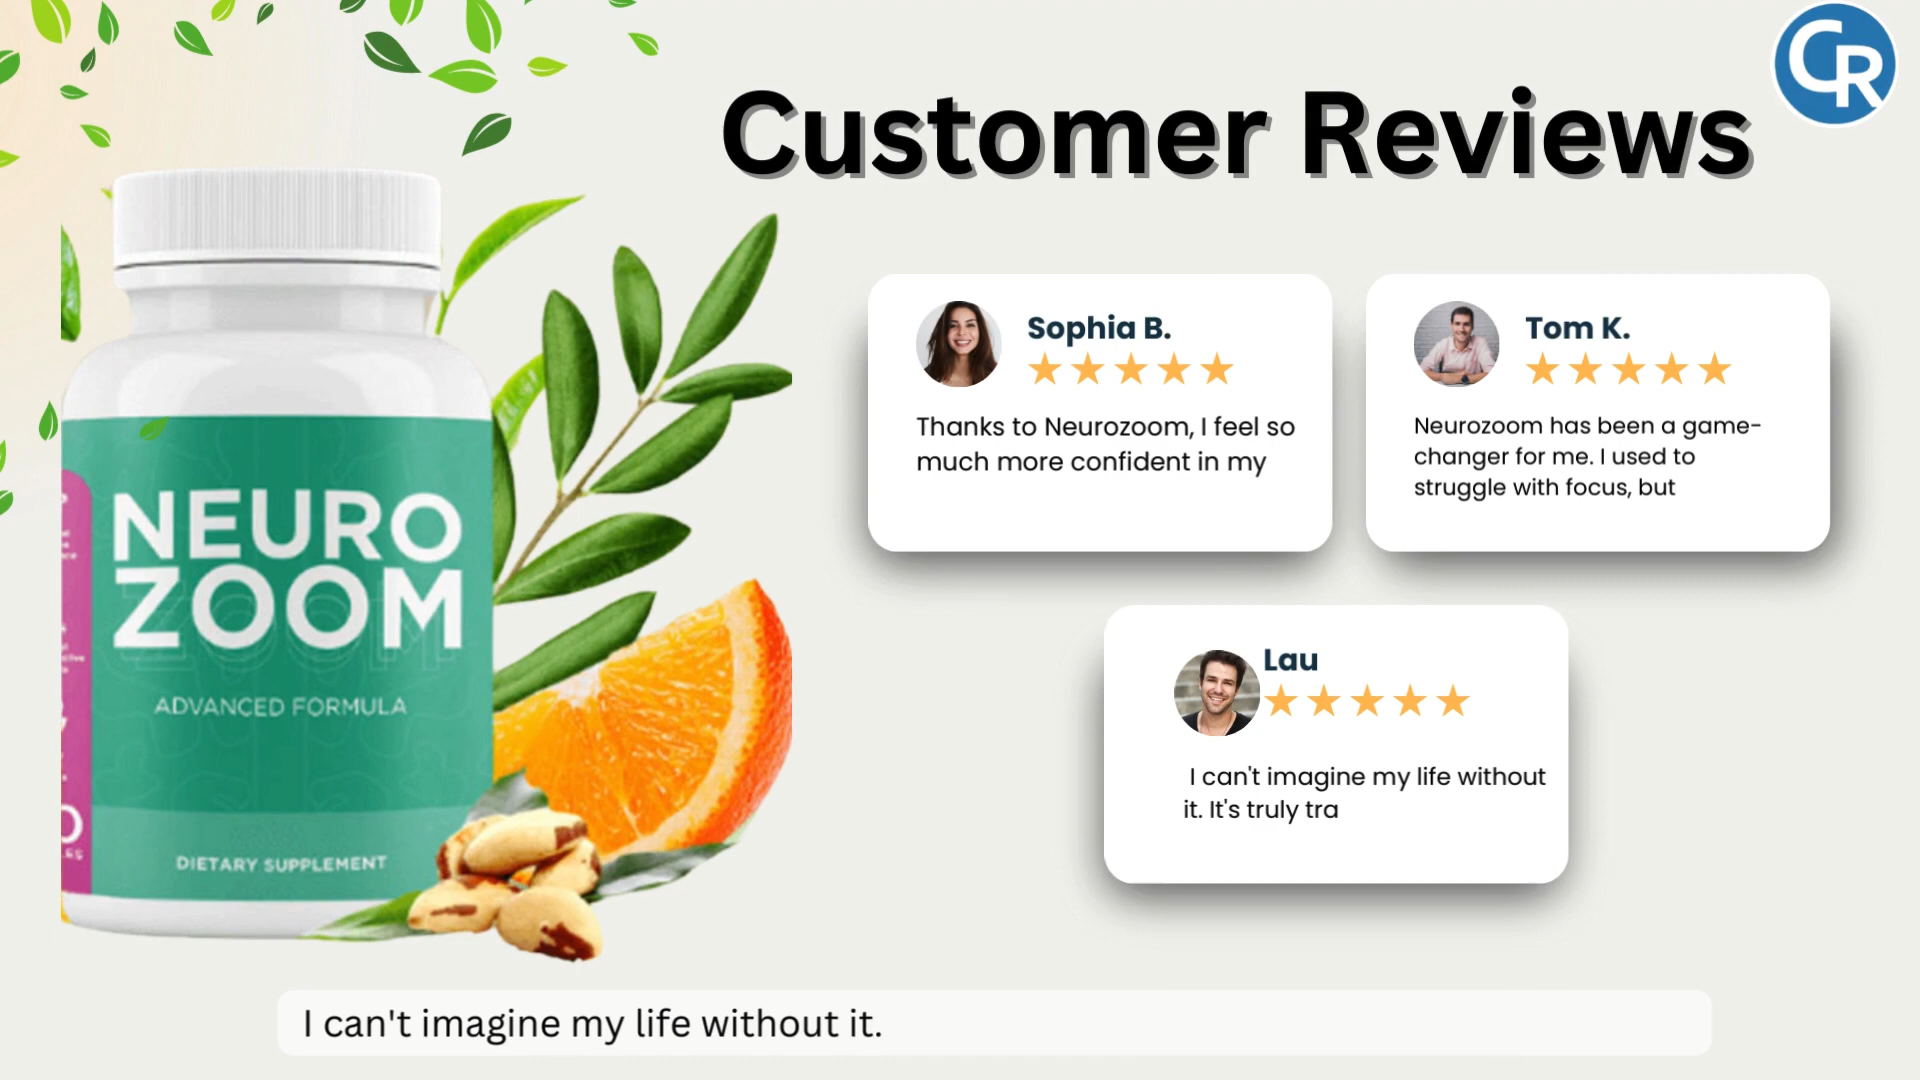 CR
Customer Reviews
Sophia B.
Thanks to Neurozoom, I feel so
much more confident in my
Tom K.
Neurozoom has been a game-
changer for me. I used to
struggle with focus, but
Lau
I can't imagine my life without
it. It's truly tra
NEURO
ZOOM
ADVANCED FORMULA
DIETARY SUPPLEMENT
I can't imagine my life without it.